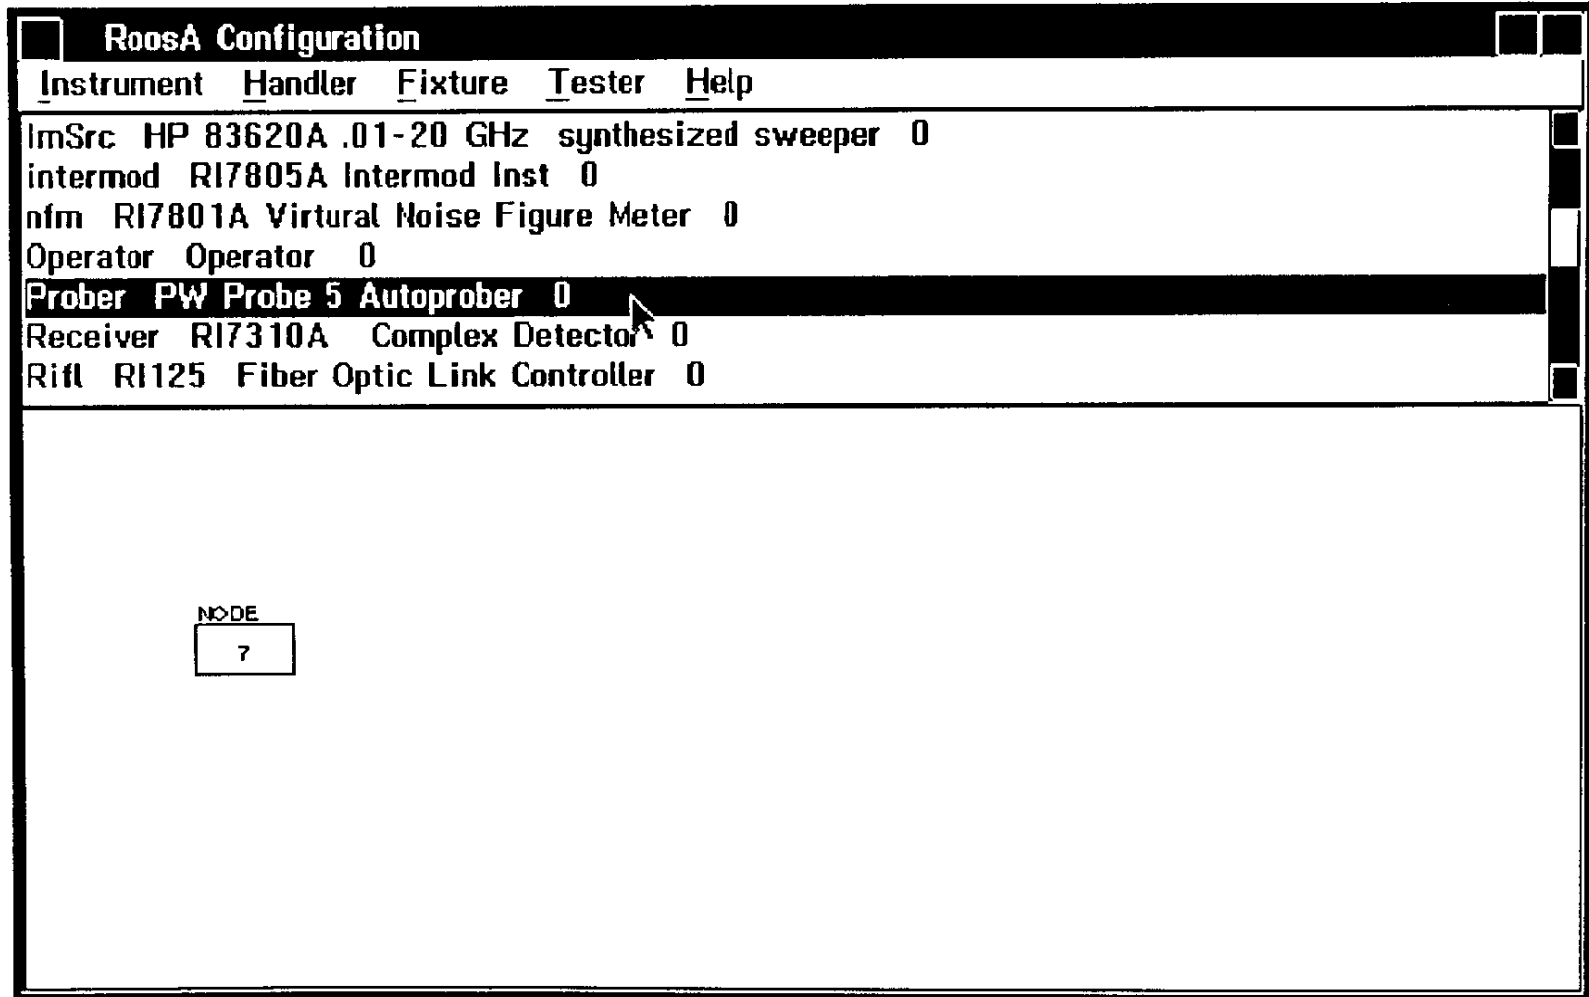 RoosA Configuration
Instrument Handler Fixture Tester Help
ImSrc HP 83620A .01-20 GHz synthesized sweeper 0
intermod RI7805A Intermod Inst 0
nfm RI7801A Virtural Noise Figure Meter 0
Operator Operator 0
Prober PW Probe 5 Autoprober 0
Receiver RI7310A Complex Detector 0
Rifl RI125 Fiber Optic Link Controller 0
NODE
7